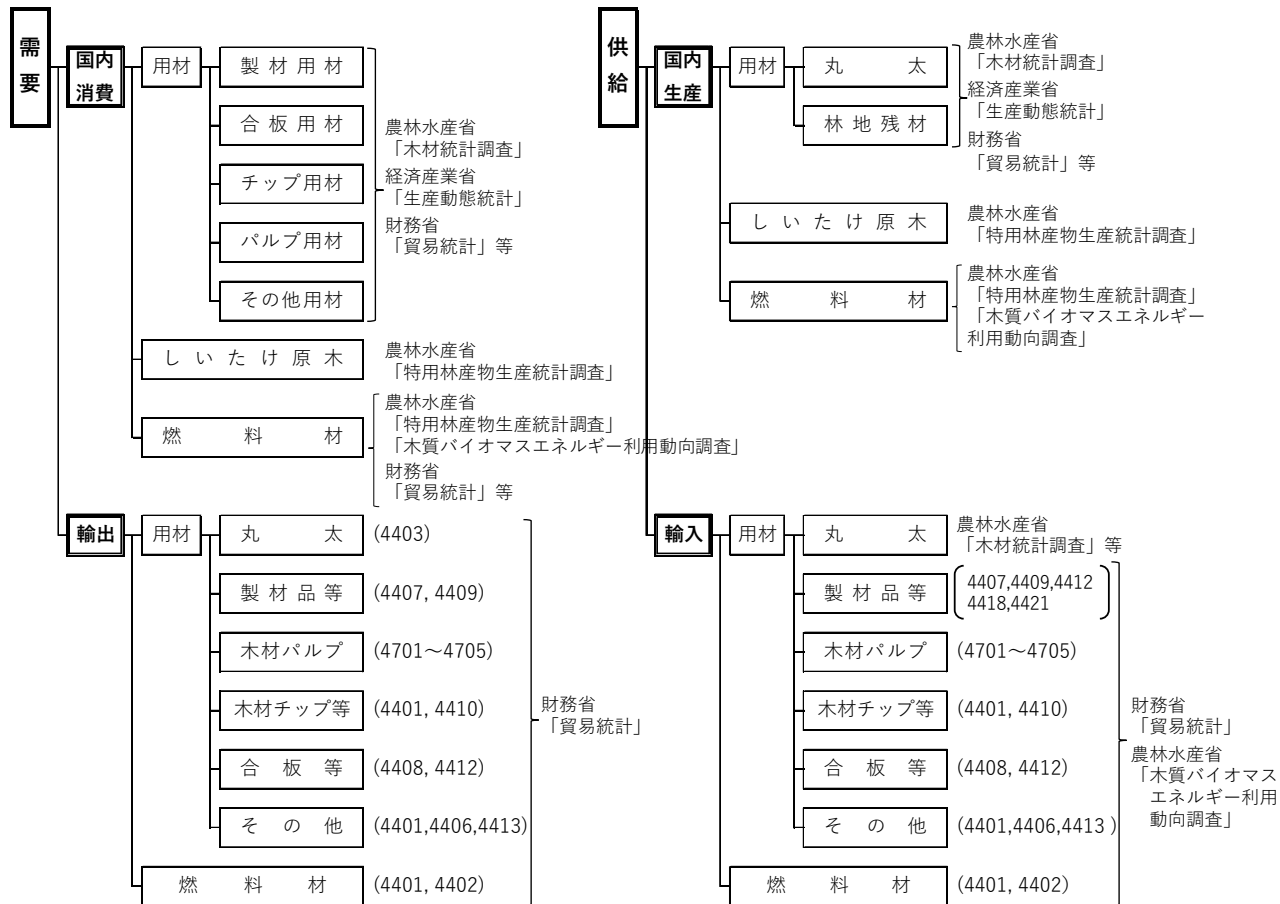 需要
国内
消費
用材
製材用材
合板用材
チップ用材
パルプ用材
その他用材
農林水産省
「木材統計調査」
経済産業省
「生産動態統計」
財務省
「貿易統計」等
しいたけ原木
農林水産省
「特用林産物生産統計調査」
燃料材
農林水産省
「特用林産物生産統計調査」
「木質バイオマスエネルギー利用動向調査」
財務省
「貿易統計」等
輸出
用材
丸太 (4403)
製材品等 (4407, 4409)
木材パルプ (4701～4705)
木材チップ等 (4401, 4410)
合板等 (4408, 4412)
その他 (4401,4406,4413)
燃料材 (4401, 4402)
財務省
「貿易統計」
供給
国内
生産
用材
丸太
林地残材
農林水産省
「木材統計調査」
経済産業省
「生産動態統計」
財務省
「貿易統計」等
しいたけ原木
農林水産省
「特用林産物生産統計調査」
燃料材
農林水産省
「特用林産物生産統計調査」
「木質バイオマスエネルギー
利用動向調査」
輸入
用材
丸太
農林水産省
「木材統計調査」等
製材品等
4407,4409,4412
4418,4421
木材パルプ (4701～4705)
木材チップ等 (4401, 4410)
合板等 (4408, 4412)
その他 (4401,4406,4413 )
燃料材 (4401, 4402)
財務省
「貿易統計」
農林水産省
「木質バイオマス
エネルギー利用
動向調査」